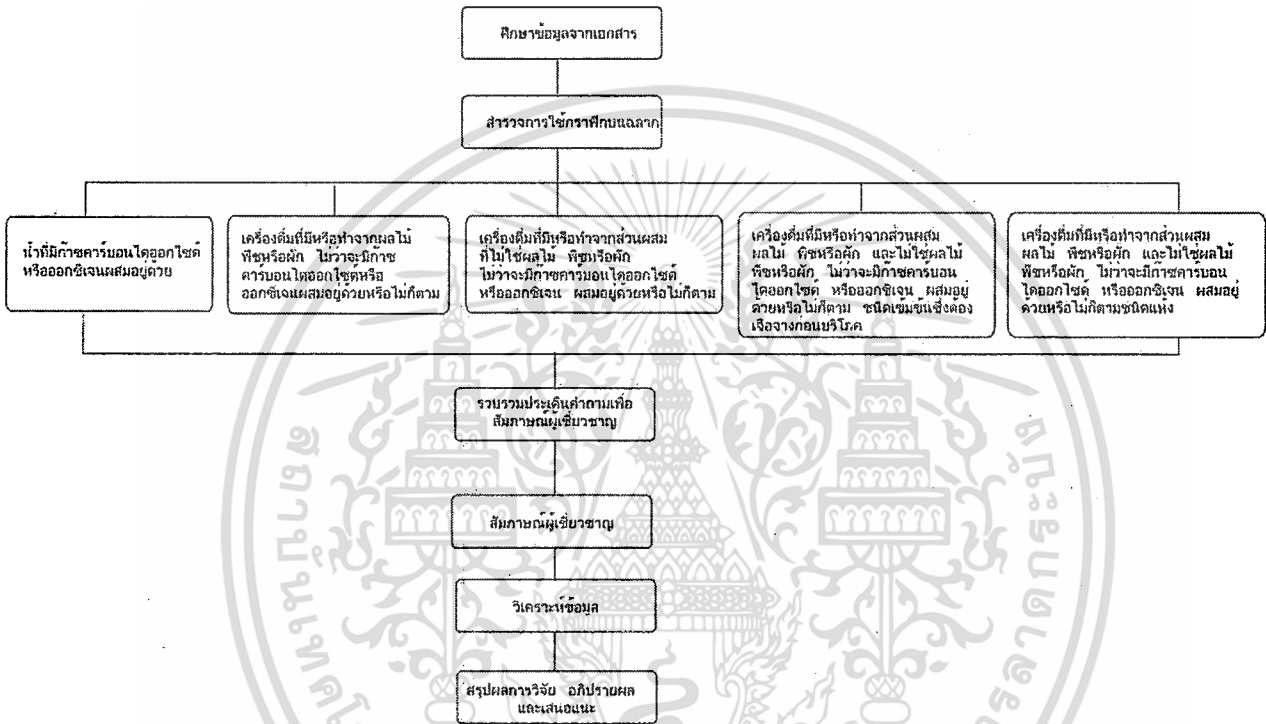 ศึกษาข้อมูลจากเอกสาร
สำรวจการใช้กราฟิกบนฉลาก
น้ำที่มีก๊าซคาร์บอนไดออกไซด์
หรือออกซิเจนผสมอยู่ด้วย
เครื่องดื่มที่มีหรือทำจากผลไม้
พืชหรือผัก ไม่ว่าจะมีก๊าซ
คาร์บอนไดออกไซด์หรือ
ออกซิเจนผสมอยู่ด้วยหรือไม่ก็ตาม
เครื่องดื่มที่มีหรือทำจากส่วนผสม
ที่ไม่ใช่ผลไม้ พืชหรือผัก
ไม่ว่าจะมีก๊าซคาร์บอนไดออกไซด์
หรือออกซิเจน ผสมอยู่ด้วยหรือไม่ก็ตาม
เครื่องดื่มที่มีหรือทำจากส่วนผสม
ผลไม้ พืชหรือผัก และไม่ใช่ผลไม้
พืชหรือผัก ไม่ว่าจะมีก๊าซคาร์บอน
ไดออกไซด์ หรือออกซิเจน ผสมอยู่
ด้วยหรือไม่ก็ตาม ชนิดเข้มข้นซึ่งต้อง
เจือจางก่อนบริโภค
เครื่องดื่มที่มีหรือทำจากส่วนผสม
ผลไม้ พืชหรือผัก และไม่ใช่ผลไม้
พืชหรือผัก ไม่ว่าจะมีก๊าซคาร์บอน
ไดออกไซด์ หรือออกซิเจน ผสมอยู่
ด้วยหรือไม่ก็ตามชนิดแห้ง
รวบรวมประเด็นคำถามเพื่อ
สัมภาษณ์ผู้เชี่ยวชาญ
สัมภาษณ์ผู้เชี่ยวชาญ
วิเคราะห์ข้อมูล
สรุปผลการวิจัย อภิปรายผล
และเสนอแนะ